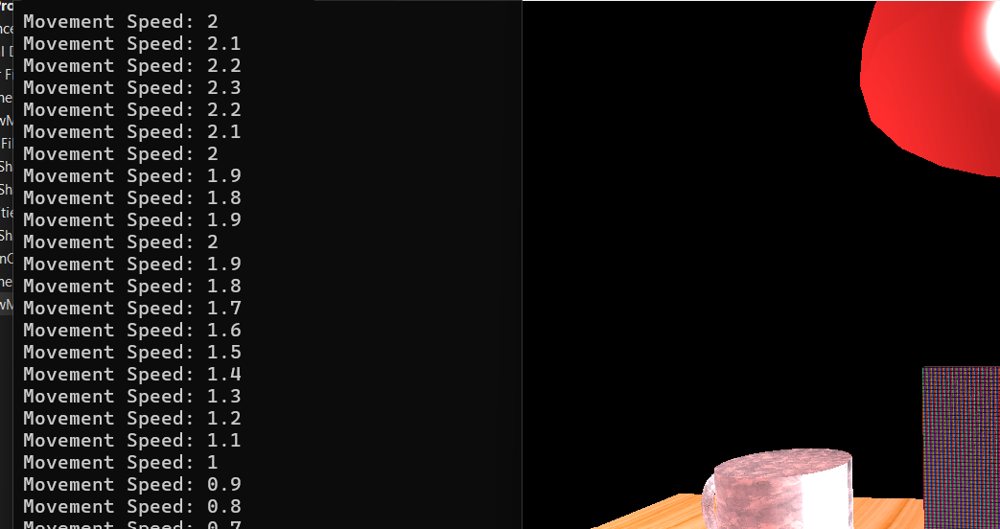 Movement Speed: 2
Movement Speed: 2.1
Movement Speed: 2.2
Movement Speed: 2.3
Movement Speed: 2.2
Movement Speed: 2.1
Movement Speed: 2
Movement Speed: 1.9
Movement Speed: 1.8
Movement Speed: 1.9
Movement Speed: 2
Movement Speed: 1.9
Movement Speed: 1.8
Movement Speed: 1.7
Movement Speed: 1.6
Movement Speed: 1.5
Movement Speed: 1.4
Movement Speed: 1.3
Movement Speed: 1.2
Movement Speed: 1.1
Movement Speed: 1
Movement Speed: 0.9
Movement Speed: 0.8
Movement Speed: 0.7